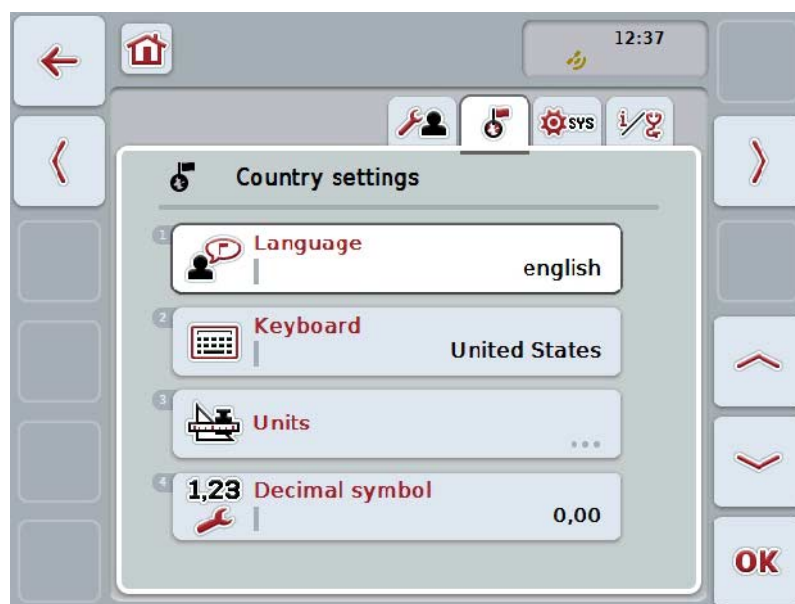 12:37
SYS
i/
Country settings
1
Language
english
2
Keyboard
United States
3
Units
...
4
1,23 Decimal symbol
0,00
OK